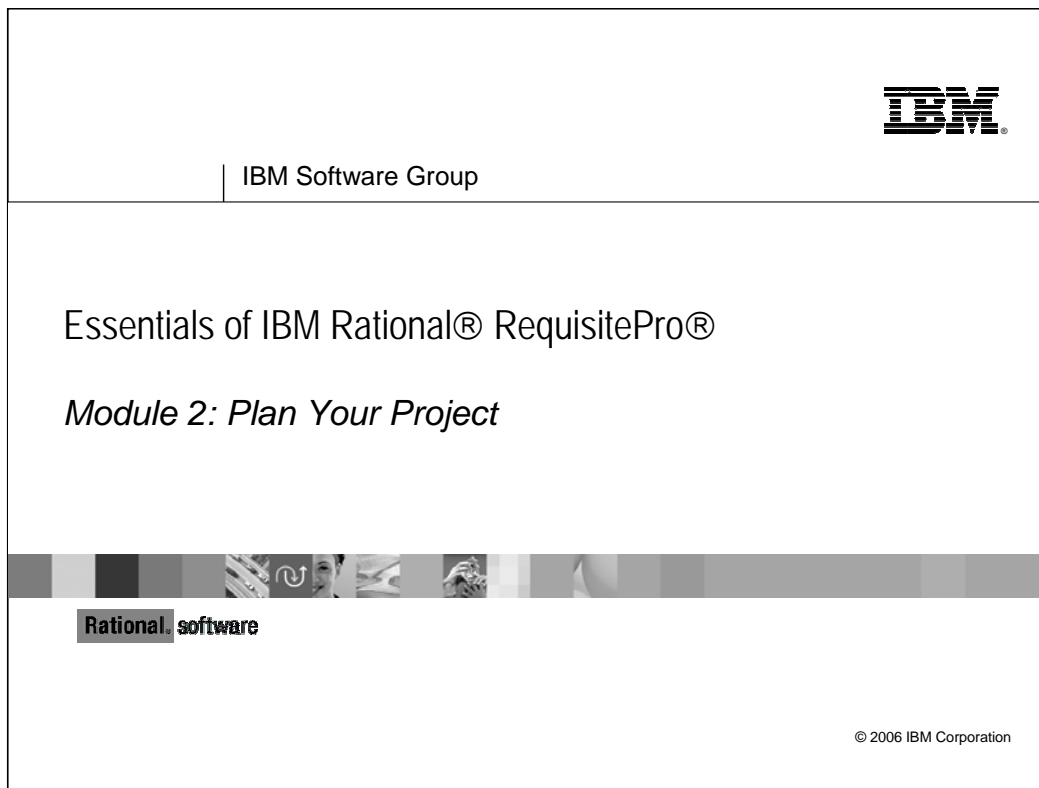 IBM®
IBM Software Group
Essentials of IBM Rational® RequisitePro®
Module 2: Plan Your Project
Rational® software
© 2006 IBM Corporation